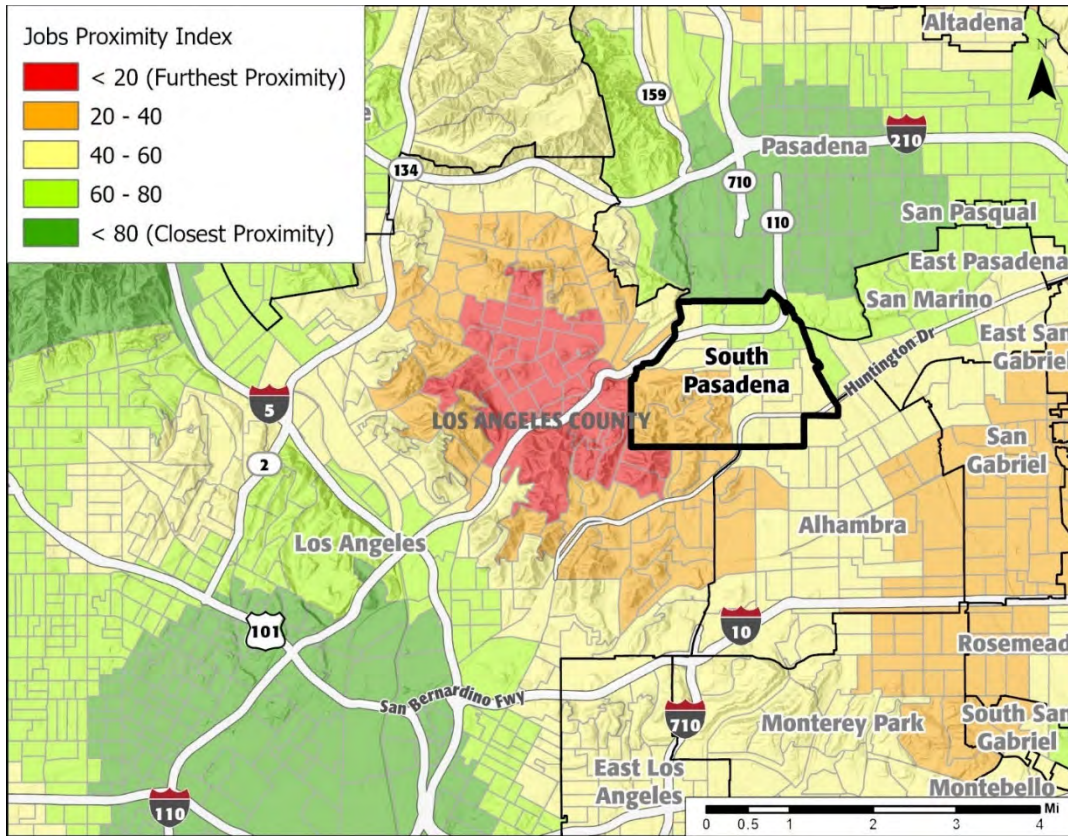 Jobs Proximity Index
< 20 (Furthest Proximity)
20 - 40
40 - 60
60 - 80
< 80 (Closest Proximity)
Altadena
N
159
134
Pasadena
210
710
110
San Pasqual
East Pasadena
San Marino
East San
Gabriel
Huntington Dr
South
Pasadena
5
2
LOS ANGELES COUNTY
San
Gabriel
Alhambra
Los Angeles
101
10
Rosemead
San Bernardino Fwy
710
Monterey Park
South San
Gabriel
East Los
Angeles
Montebello
110
Mi
0 0.5 1 2 3 4